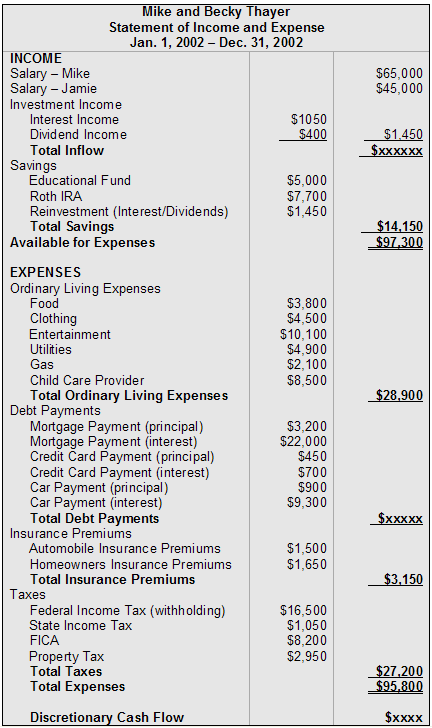 Mike and Becky Thayer
Statement of Income and Expense
Jan. 1, 2002 – Dec. 31, 2002
INCOME
Salary – Mike $65,000
Salary – Jamie $45,000
Investment Income
Interest Income $1050
Dividend Income $400 $1,450
Total Inflow $xxxxxx
Savings
Educational Fund $5,000
Roth IRA $7,700
Reinvestment (Interest/Dividends) $1,450
Total Savings $14,150
Available for Expenses $97,300
EXPENSES
Ordinary Living Expenses
Food $3,800
Clothing $4,500
Entertainment $10,100
Utilities $4,900
Gas $2,100
Child Care Provider $8,500
Total Ordinary Living Expenses $28,900
Debt Payments
Mortgage Payment (principal) $3,200
Mortgage Payment (interest) $22,000
Credit Card Payment (principal) $450
Credit Card Payment (interest) $700
Car Payment (principal) $900
Car Payment (interest) $9,300
Total Debt Payments $xxxxx
Insurance Premiums
Automobile Insurance Premiums $1,500
Homeowners Insurance Premiums $1,650
Total Insurance Premiums $3,150
Taxes
Federal Income Tax (withholding) $16,500
State Income Tax $1,050
FICA $8,200
Property Tax $2,950
Total Taxes $27,200
Total Expenses $95,800
Discretionary Cash Flow $xxxx